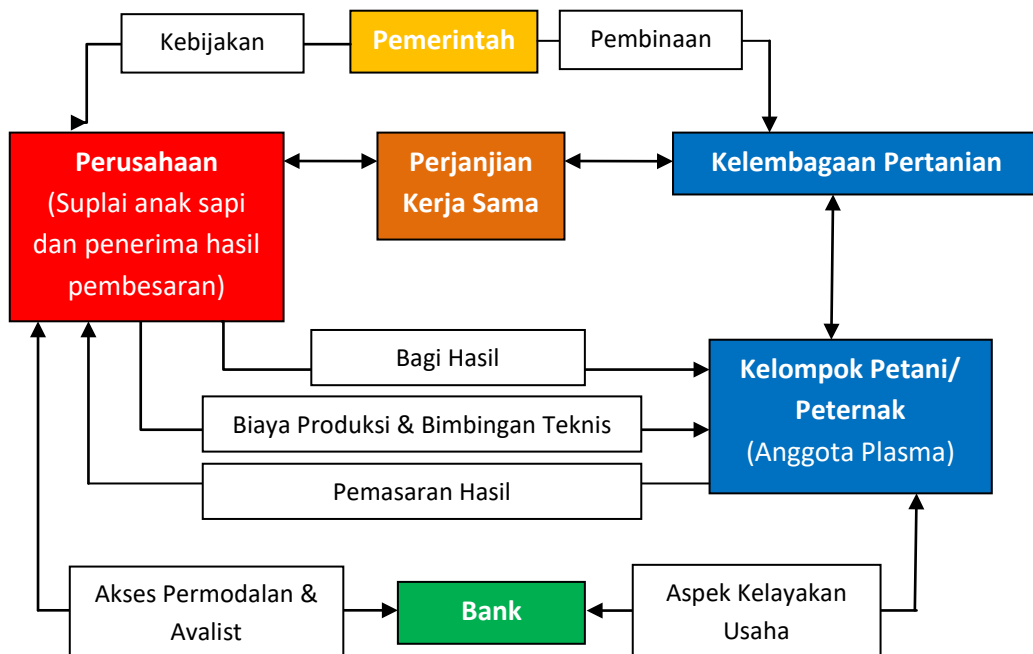 Kebijakan
Pemerintah
Pembinaan
Perusahaan
(Suplai anak sapi
dan penerima hasil
pembesaran)
Perjanjian
Kerja Sama
Kelembagaan Pertanian
Bagi Hasil
Biaya Produksi & Bimbingan Teknis
Pemasaran Hasil
Kelompok Petani/
Peternak
(Anggota Plasma)
Akses Permodalan &
Avalist
Bank
Aspek Kelayakan
Usaha